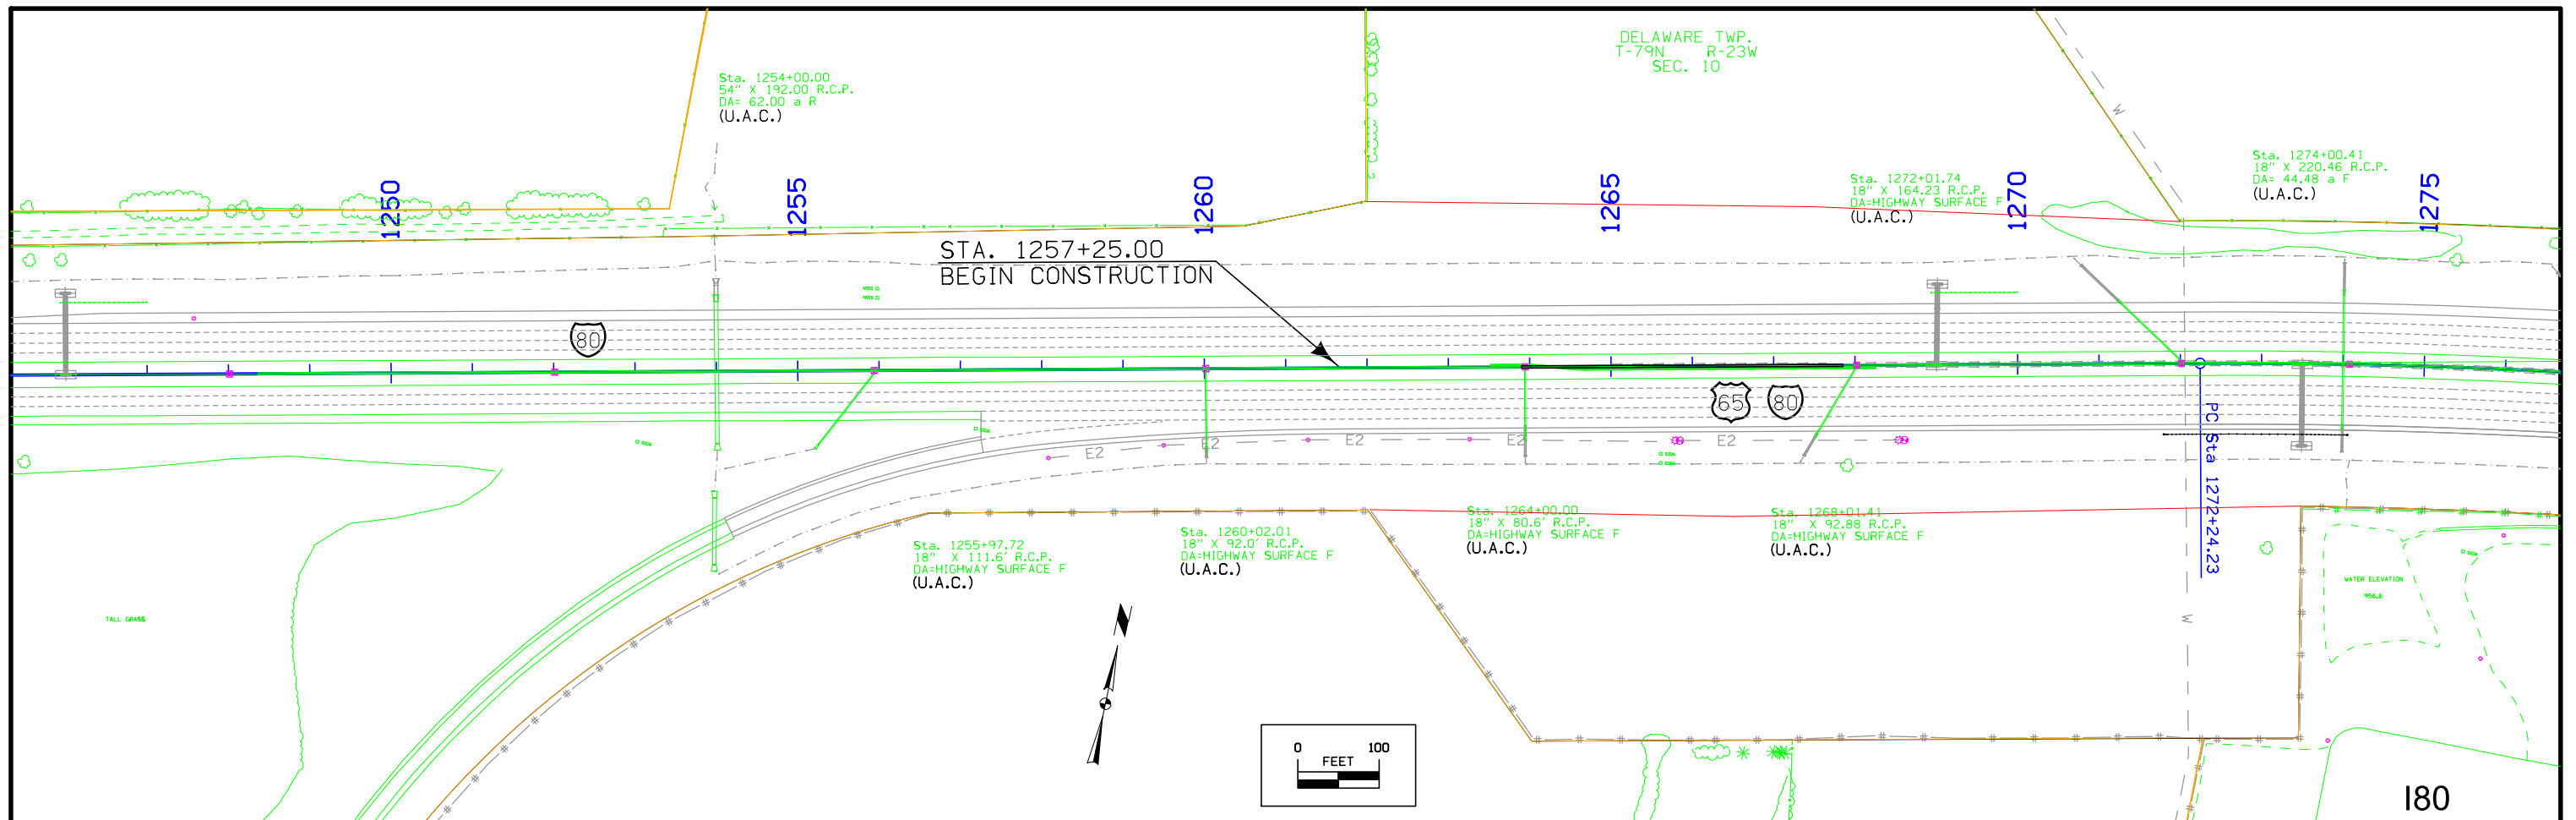 DELAWARE TWP.
T-79N R-23W
SEC. 10
Sta. 1254+00.00
54" X 192.00 R.C.P.
DA= 62.00 a R
(U.A.C.)
Sta. 1272+01.74
18" X 164.23 R.C.P.
DA=HIGHWAY SURFACE F
(U.A.C.)
Sta. 1274+00.41
18" X 220.46 R.C.P.
DA= 44.48 a F
(U.A.C.)
1250
1255
1260
1265
1270
1275
W
STA. 1257+25.00
BEGIN CONSTRUCTION
80
65
80
E2
E2
E2
E2
E2
PC Sta 1272+24.23
Sta. 1255+97.72
18" X 111.6' R.C.P.
DA=HIGHWAY SURFACE F
(U.A.C.)
Sta. 1260+02.01
18" X 92.0' R.C.P.
DA=HIGHWAY SURFACE F
(U.A.C.)
Sta. 1264+00.00
18" X 80.6' R.C.P.
DA=HIGHWAY SURFACE F
(U.A.C.)
Sta. 1268+01.41
18" X 92.88 R.C.P.
DA=HIGHWAY SURFACE F
(U.A.C.)
WATER ELEVATION
956.6
TALL GRASS
W
0 100
FEET
I80